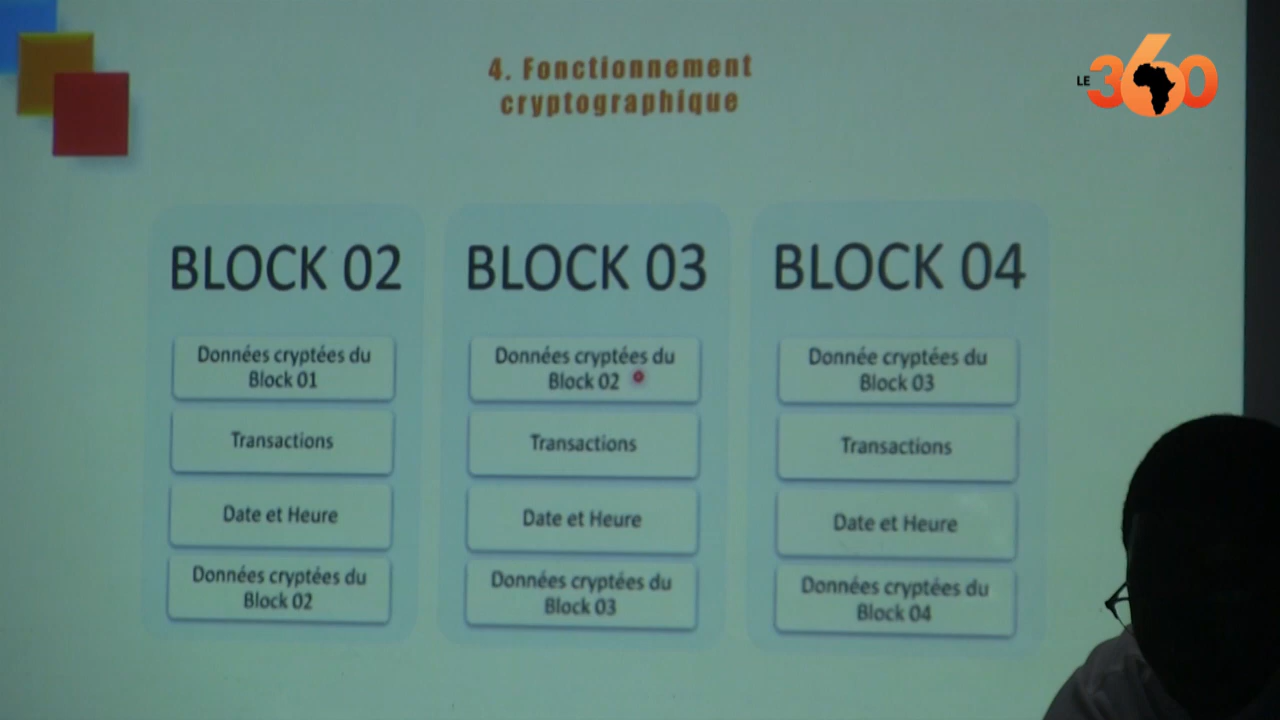 4. Fonctionnement
cryptographique
LE 360
BLOCK 02
Données cryptées du
Block 01
Transactions
Date et Heure
Données cryptées du
Block 02
BLOCK 03
Données cryptées du
Block 02
Transactions
Date et Heure
Données cryptées du
Block 03
BLOCK 04
Donnée cryptées du
Block 03
Transactions
Date et Heure
Données cryptées du
Block 04